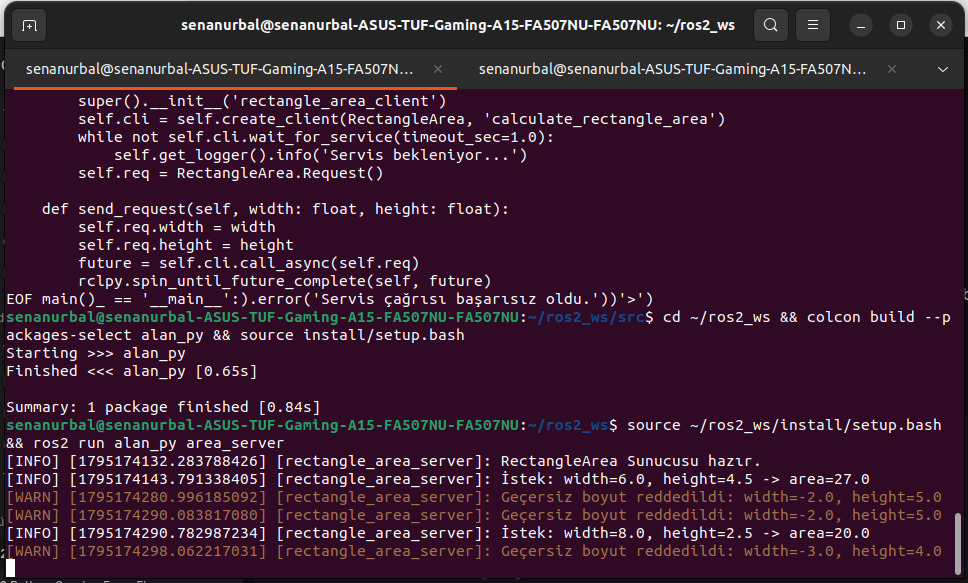 senanurbal@senanurbal-ASUS-TUF-Gaming-A15-FA507NU-FA507NU: ~/ros2_ws
senanurbal@senanurbal-ASUS-TUF-Gaming-A15-FA507N...
senanurbal@senanurbal-ASUS-TUF-Gaming-A15-FA507N...
        super().__init__('rectangle_area_client')
        self.cli = self.create_client(RectangleArea, 'calculate_rectangle_area')
        while not self.cli.wait_for_service(timeout_sec=1.0):
            self.get_logger().info('Servis bekleniyor...')
        self.req = RectangleArea.Request()
    def send_request(self, width: float, height: float):
        self.req.width = width
        self.req.height = height
        future = self.cli.call_async(self.req)
        rclpy.spin_until_future_complete(self, future)
EOF main()_ == '__main__':).error('Servis çağrısı başarısız oldu.'))'>')
senanurbal@senanurbal-ASUS-TUF-Gaming-A15-FA507NU-FA507NU:~/ros2_ws/src$ cd ~/ros2_ws && colcon build --p
ackages-select alan_py && source install/setup.bash
Starting >>> alan_py
Finished <<< alan_py [0.65s]
Summary: 1 package finished [0.84s]
senanurbal@senanurbal-ASUS-TUF-Gaming-A15-FA507NU-FA507NU:~/ros2_ws$ source ~/ros2_ws/install/setup.bash
&& ros2 run alan_py area_server
[INFO] [1795174132.283788426] [rectangle_area_server]: RectangleArea Sunucusu hazır.
[INFO] [1795174143.791338405] [rectangle_area_server]: İstek: width=6.0, height=4.5 -> area=27.0
[WARN] [1795174280.996185092] [rectangle_area_server]: Geçersiz boyut reddedildi: width=-2.0, height=5.0
[WARN] [1795174290.083817080] [rectangle_area_server]: Geçersiz boyut reddedildi: width=-2.0, height=5.0
[INFO] [1795174290.782987234] [rectangle_area_server]: İstek: width=8.0, height=2.5 -> area=20.0
[WARN] [1795174298.062217031] [rectangle_area_server]: Geçersiz boyut reddedildi: width=-3.0, height=4.0